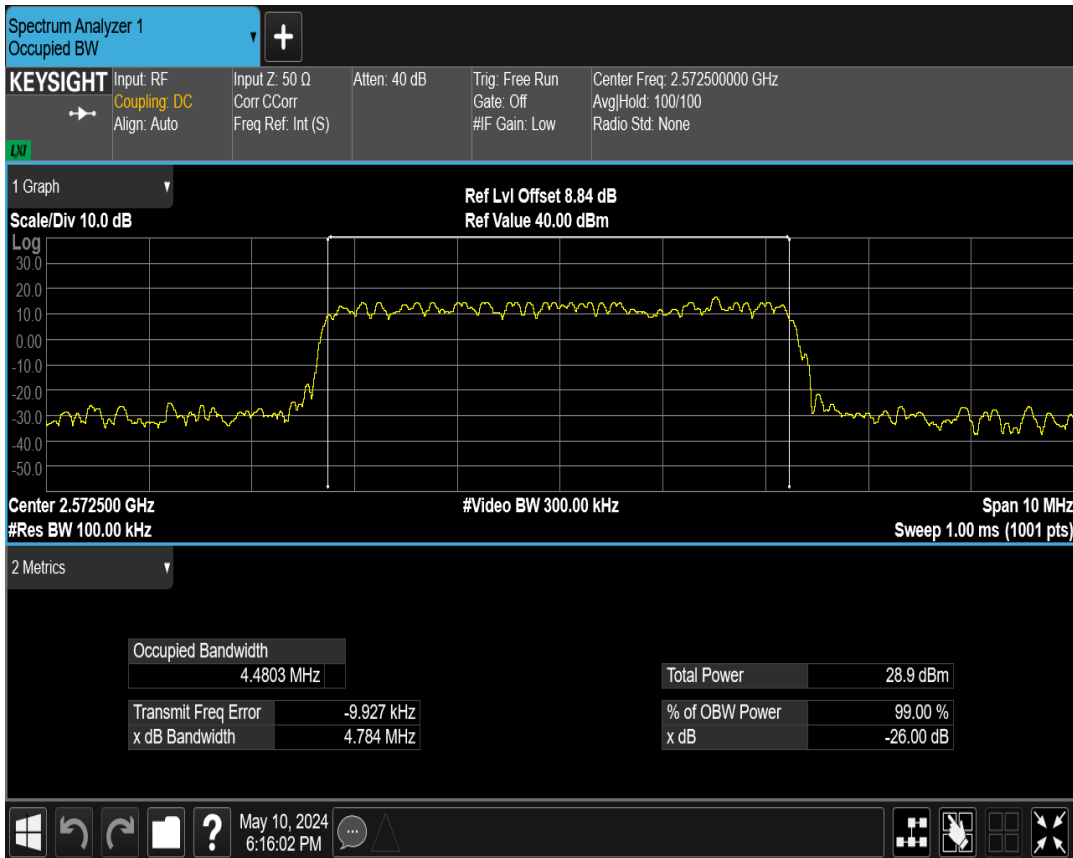 Spectrum Analyzer 1
Occupied BW
KEYSIGHT
LXI
Input: RF
Coupling: DC
Align: Auto
Input Z: 50 Ω
Corr CCorr
Freq Ref: Int (S)
Atten: 40 dB
Trig: Free Run
Gate: Off
#IF Gain: Low
Center Freq: 2.572500000 GHz
Avg|Hold: 100/100
Radio Std: None
1 Graph
Scale/Div 10.0 dB
Ref Lvl Offset 8.84 dB
Ref Value 40.00 dBm
Log
30.0
20.0
10.0
0.00
-10.0
-20.0
-30.0
-40.0
-50.0
Center 2.572500 GHz
#Video BW 300.00 kHz
Span 10 MHz
#Res BW 100.00 kHz
Sweep 1.00 ms (1001 pts)
2 Metrics
Occupied Bandwidth
4.4803 MHz
Total Power 28.9 dBm
Transmit Freq Error -9.927 kHz
% of OBW Power 99.00 %
x dB Bandwidth 4.784 MHz
x dB -26.00 dB
May 10, 2024
6:16:02 PM